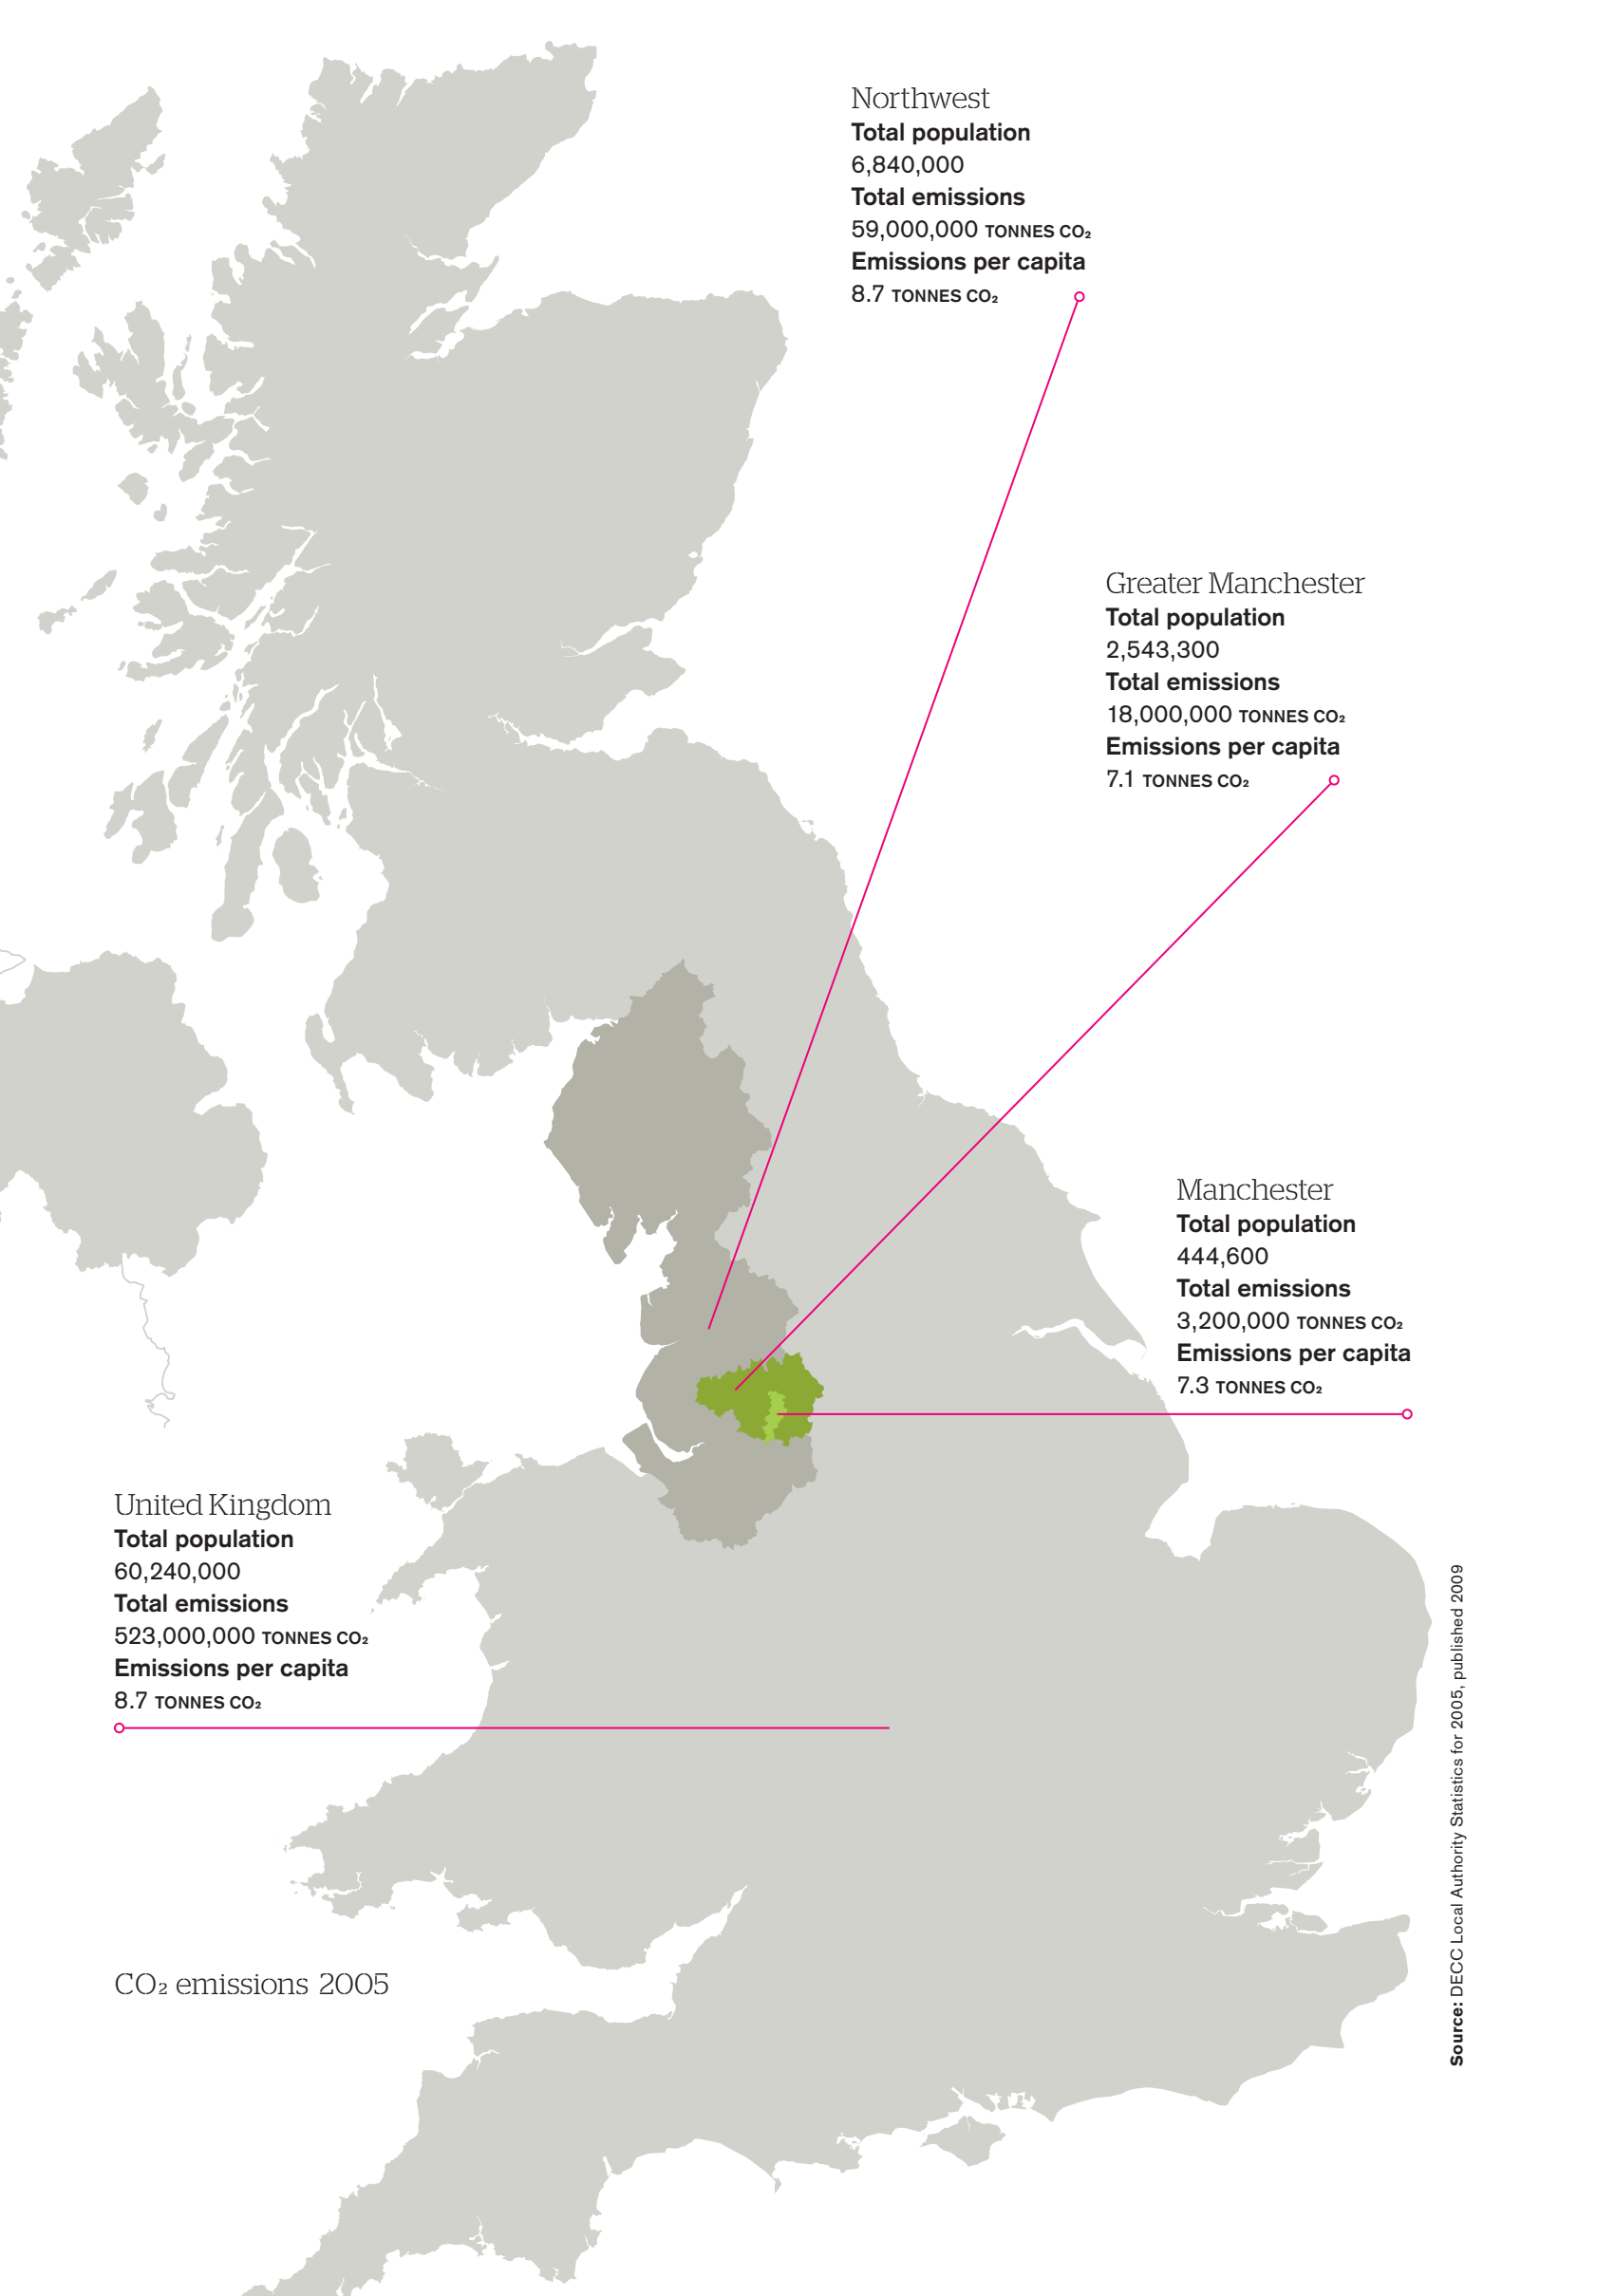 Northwest
Total population
6,840,000
Total emissions
59,000,000 TONNES CO₂
Emissions per capita
8.7 TONNES CO₂
Greater Manchester
Total population
2,543,300
Total emissions
18,000,000 TONNES CO₂
Emissions per capita
7.1 TONNES CO₂
Manchester
Total population
444,600
Total emissions
3,200,000 TONNES CO₂
Emissions per capita
7.3 TONNES CO₂
United Kingdom
Total population
60,240,000
Total emissions
523,000,000 TONNES CO₂
Emissions per capita
8.7 TONNES CO₂
CO₂ emissions 2005
Source: DECC Local Authority Statistics for 2005, published 2009